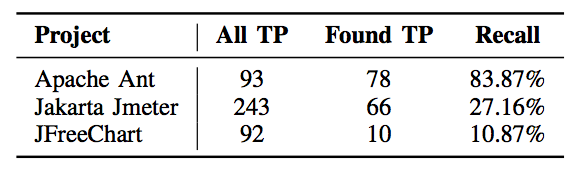 Project All TP Found TP Recall
Apache Ant 93 78 83.87%
Jakarta Jmeter 243 66 27.16%
JFreeChart 92 10 10.87%